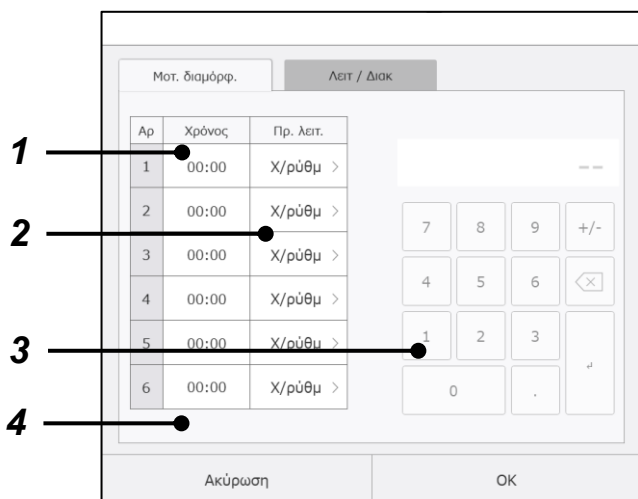 Μοτ. διαμόρφ. Λειτ / Διακ
Αρ Χρόνος Πρ. λειτ.
1 00:00 Χ/ρύθμ >
2 00:00 Χ/ρύθμ >
3 00:00 Χ/ρύθμ >
4 00:00 Χ/ρύθμ >
5 00:00 Χ/ρύθμ >
6 00:00 Χ/ρύθμ >
--
7 8 9 +/-
4 5 6
1 2 3
0 .
1
2
3
4
Ακύρωση OK